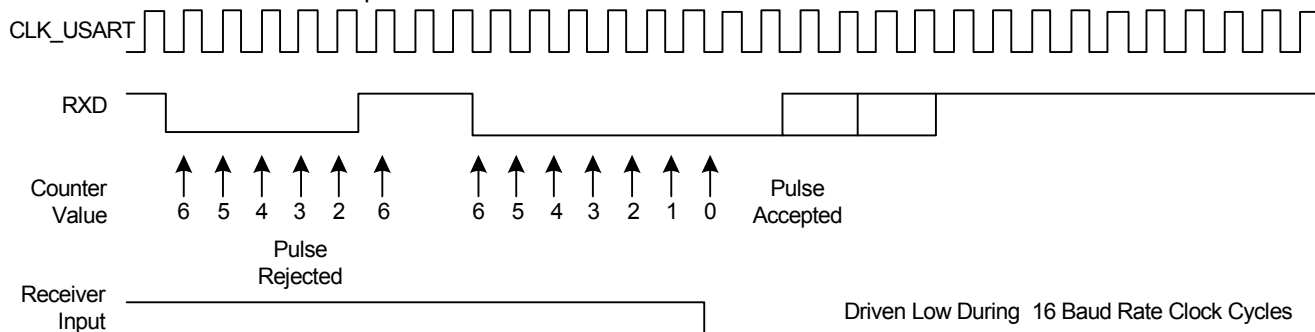 CLK_USART
RXD
Counter
Value
6 5 4 3 2 6 6 5 4 3 2 1 0
Pulse
Accepted
Pulse
Rejected
Receiver
Input
Driven Low During 16 Baud Rate Clock Cycles